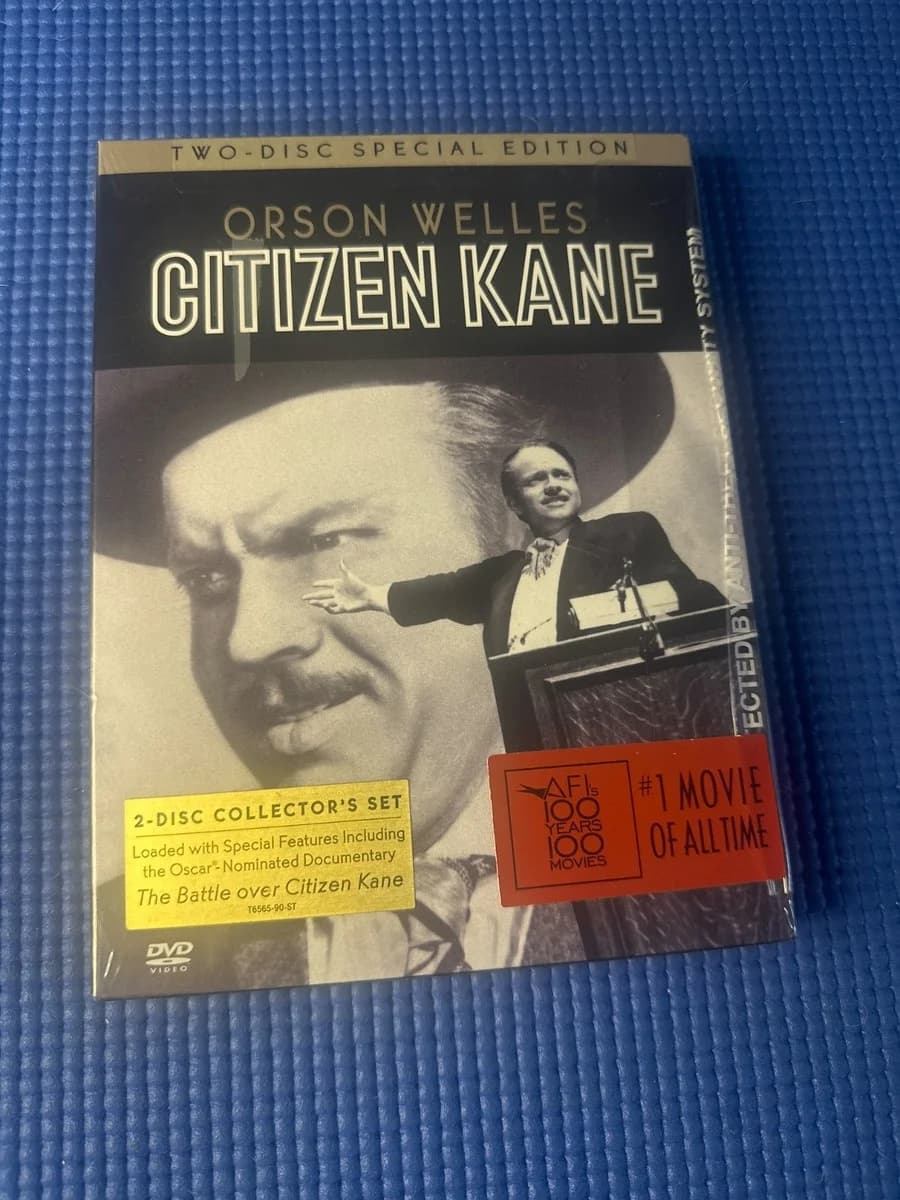 TWO-DISC SPECIAL EDITION
ORSON WELLES
CITIZEN KANE
2-DISC COLLECTOR'S SET
Loaded with Special Features Including
the Oscar®-Nominated Documentary
The Battle over Citizen Kane
T6565-90-ST
DVD
VIDEO
AFI's
100
YEARS
100
MOVIES
#1 MOVIE
OF ALL TIME
BY
SYSTEM